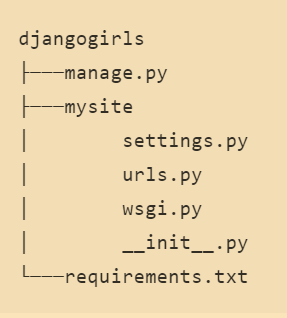 djangogirls
├───manage.py
├───mysite
│        settings.py
│        urls.py
│        wsgi.py
│        __init__.py
└───requirements.txt